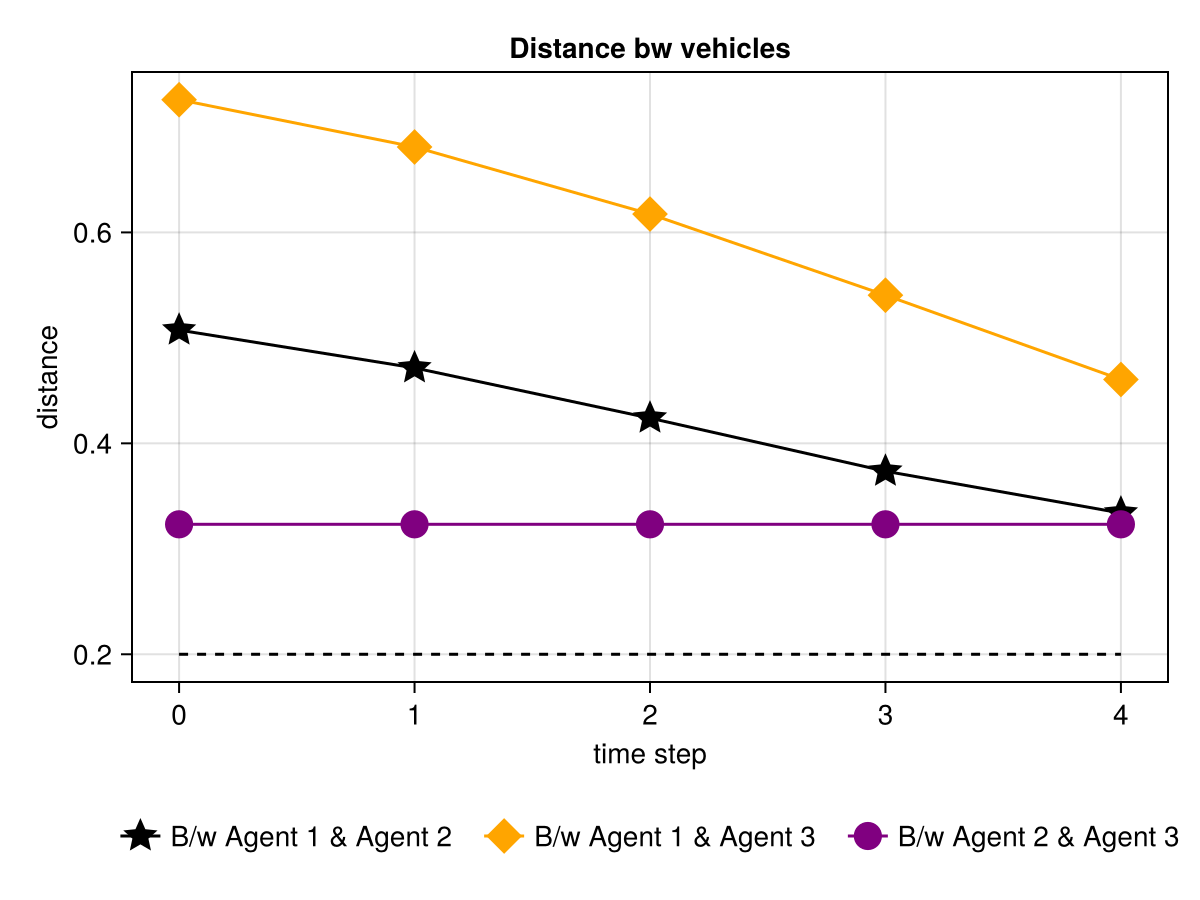 Distance bw vehicles
distance
0.6
0.4
0.2
0 1 2 3 4
time step
B/w Agent 1 & Agent 2 B/w Agent 1 & Agent 3 B/w Agent 2 & Agent 3